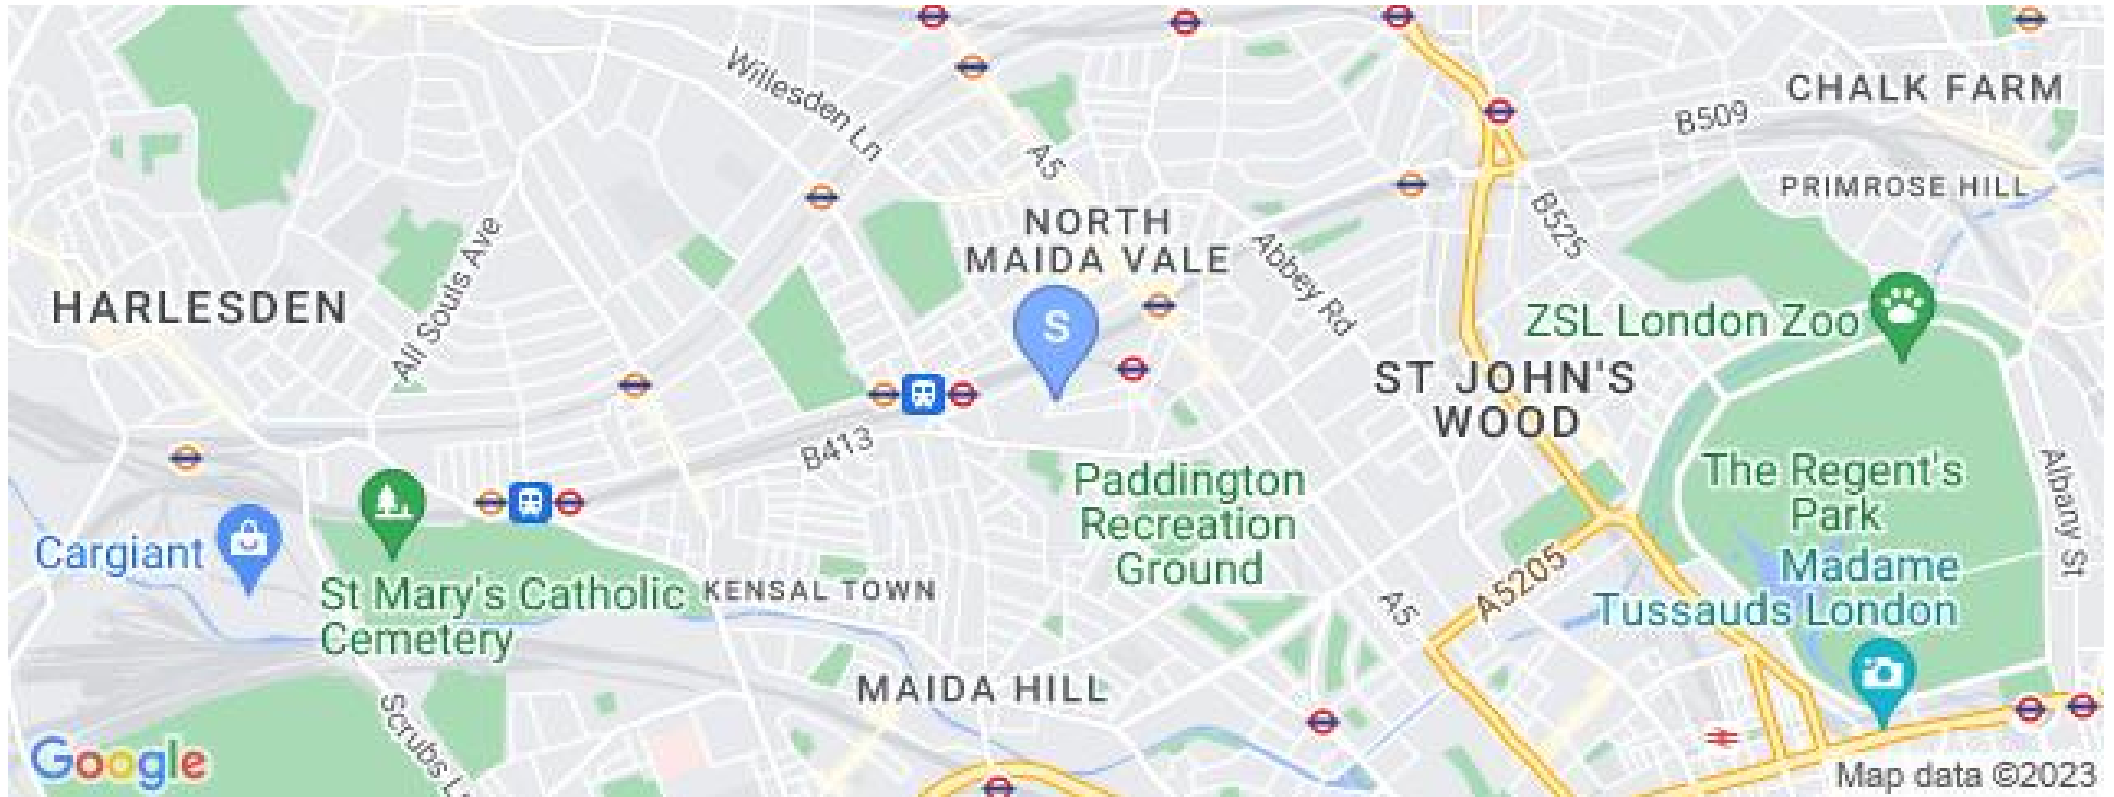 CHALK FARM
Willesden Ln
B509
A5
PRIMROSE HILL
B525
NORTH
MAIDA VALE
All Souls Ave
Abbey Rd
HARLESDEN
S
ZSL London Zoo
ST JOHN'S
WOOD
B413
Paddington
Recreation
Ground
The Regent's
Park
Albany St
Cargiant
Madame
Tussauds London
A5205
St Mary's Catholic
Cemetery
KENSAL TOWN
A5
MAIDA HILL
Scrubs L
Google
Map data ©2023